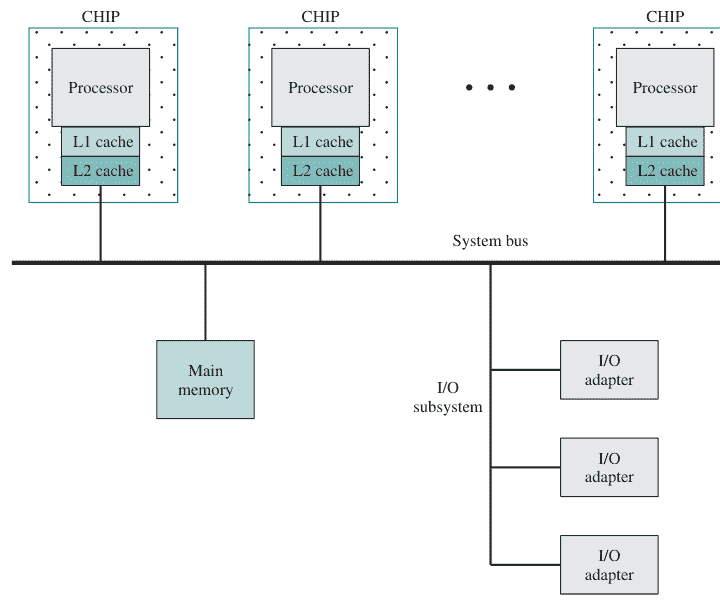 CHIP
CHIP
CHIP
Processor
Processor
Processor
L1 cache
L1 cache
L1 cache
L2 cache
L2 cache
L2 cache
System bus
Main
memory
I/O
subsystem
I/O
adapter
I/O
adapter
I/O
adapter